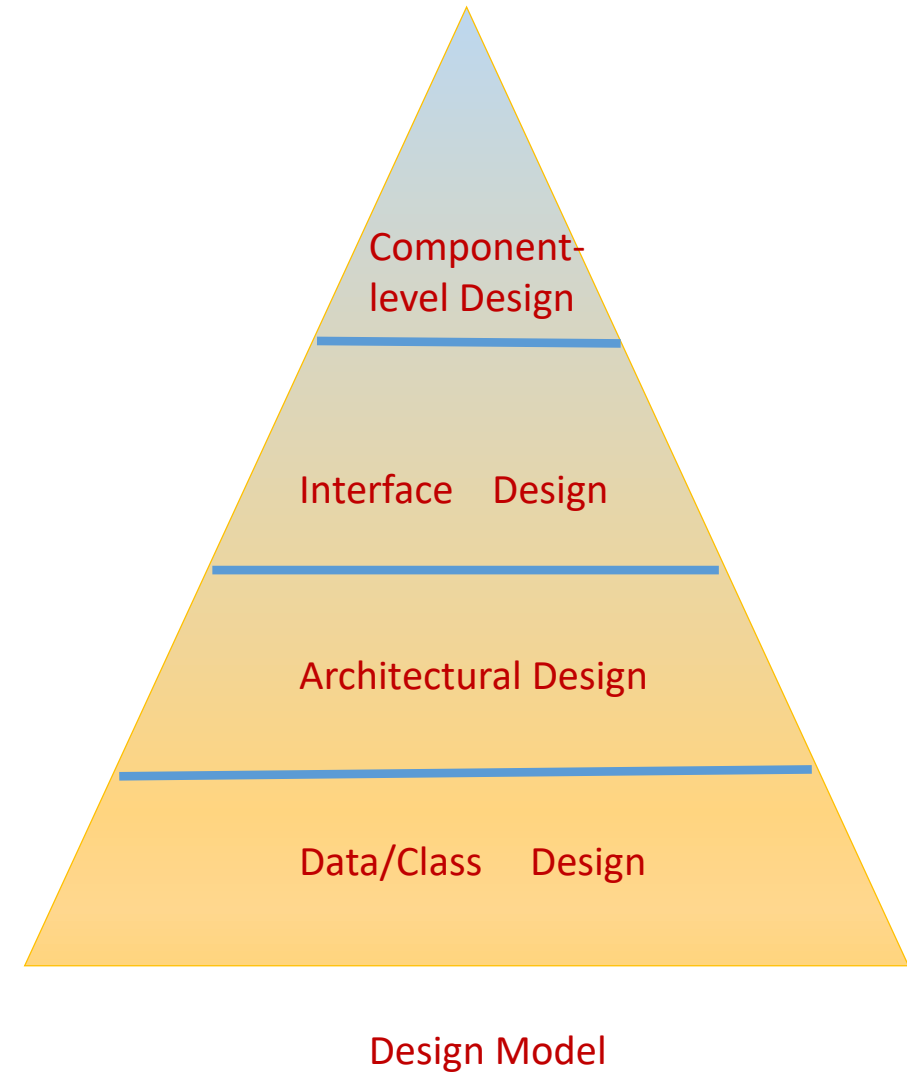 Component-
level Design
Interface Design
Architectural Design
Data/Class Design
Design Model